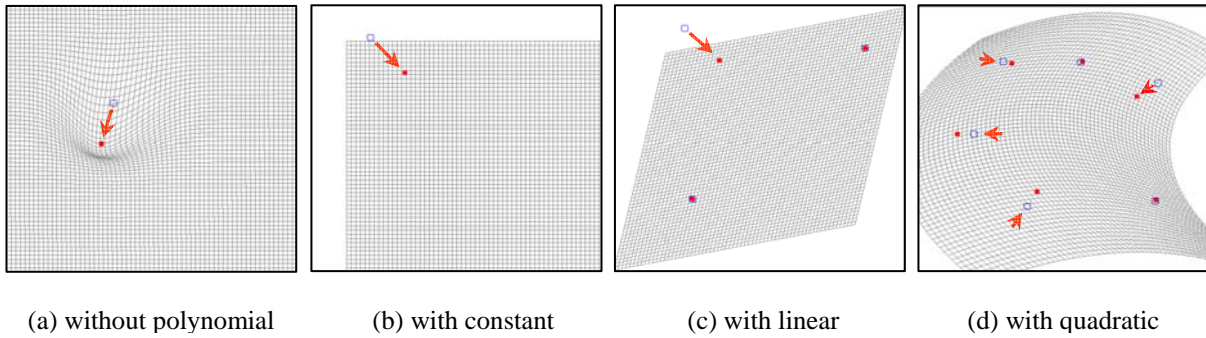 (a) without polynomial (b) with constant (c) with linear (d) with quadratic